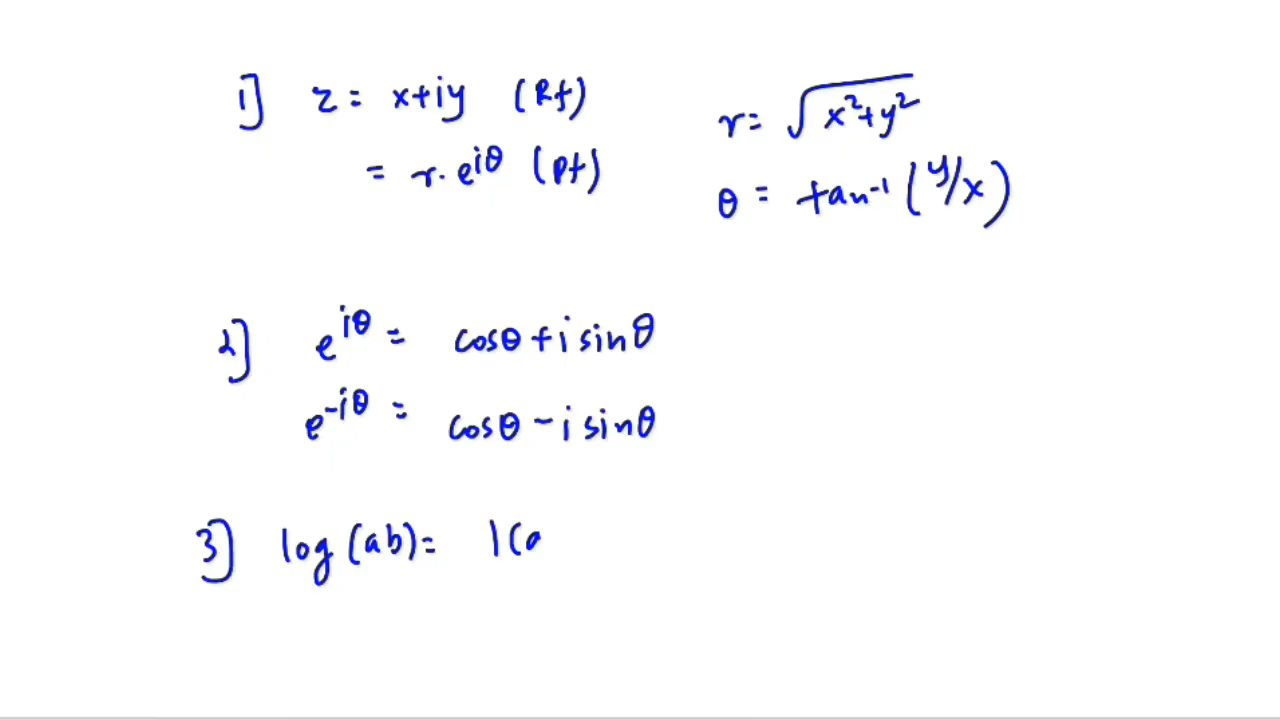 1] z = x+iy (Rf)
= r. e^{iθ} (Pf)
r = √(x²+y²)
θ = tan⁻¹ (y/x)
2] e^{iθ} = cosθ + i sinθ
e^{-iθ} = cosθ - i sinθ
3] log (ab) = l(a